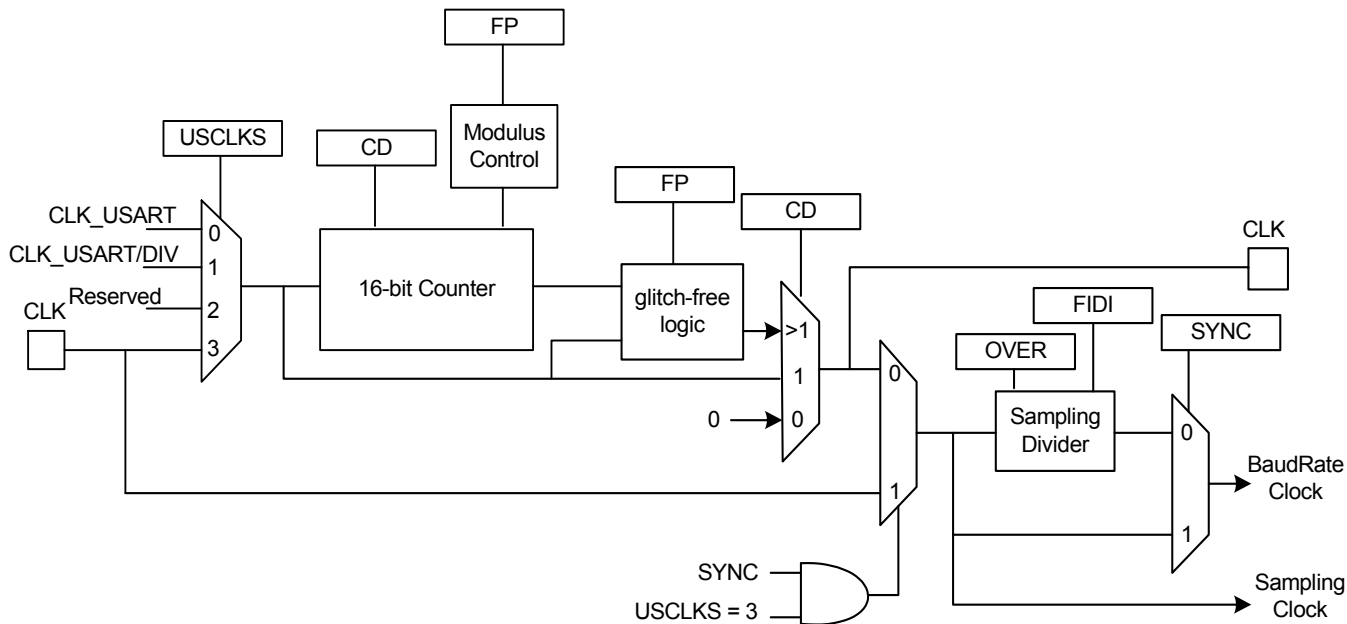 FP
USCLKS
CD
Modulus
Control
FP
CD
CLK_USART
0
CLK_USART/DIV
1
Reserved
2
CLK
3
16-bit Counter
glitch-free
logic
>1
1
0
0
CLK
FIDI
OVER
SYNC
0
1
Sampling
Divider
0
1
BaudRate
Clock
SYNC
USCLKS = 3
Sampling
Clock